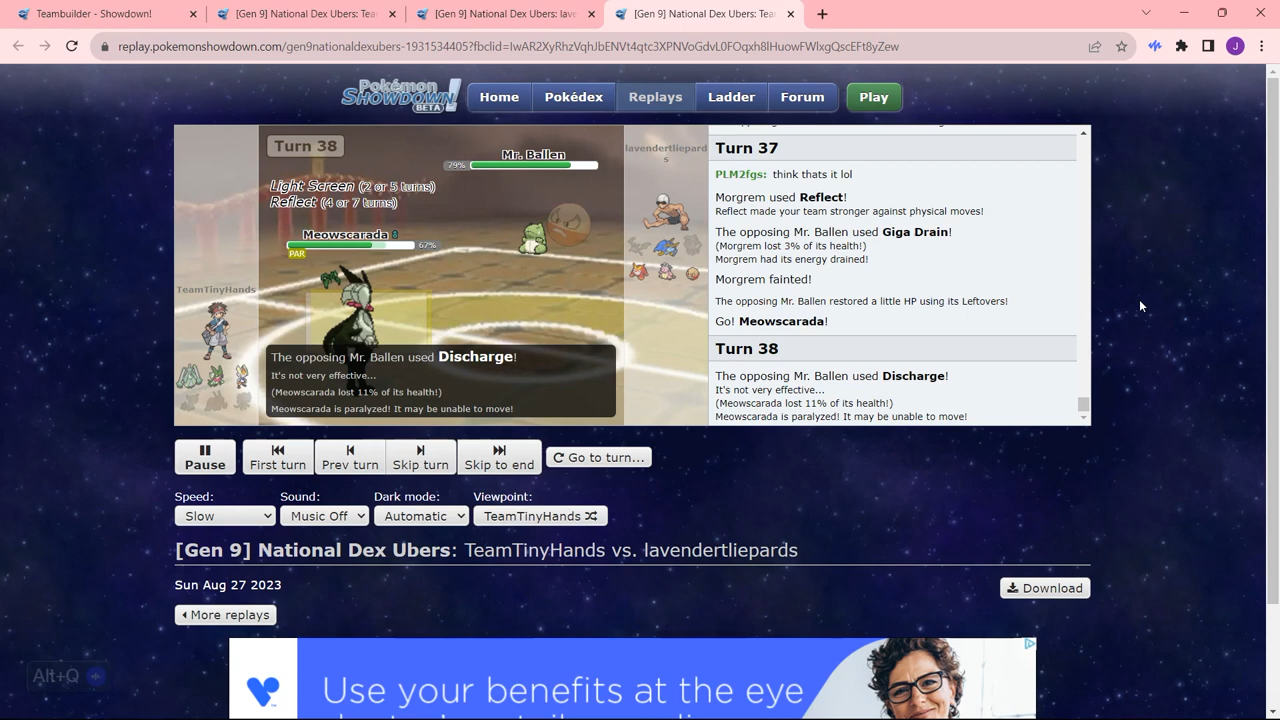 Teambuilder - Showdown!
[Gen 9] National Dex Ubers: Tea
[Gen 9] National Dex Ubers: lave
[Gen 9] National Dex Ubers: Tea
replay.pokemonshowdown.com/gen9nationaldexubers-1931534405?fbclid=IwAR2XyRhzVqhJbENVt4qtc3XPNVoGdvL0FOqxh8lHuowFWlxgQscEFt8yZew
J
Pokémon
Showdown!
BETA
Home
Pokédex
Replays
Ladder
Forum
Play
Turn 38
Mr. Ballen
79%
Light Screen (2 or 5 turns)
Reflect (4 or 7 turns)
Meowscarada
67%
PAR
TeamTinyHands
lavendertliepard
s
The opposing Mr. Ballen used Discharge!
It's not very effective...
(Meowscarada lost 11% of its health!)
Meowscarada is paralyzed! It may be unable to move!
Turn 37
PLM2fgs: think thats it lol
Morgrem used Reflect!
Reflect made your team stronger against physical moves!
The opposing Mr. Ballen used Giga Drain!
(Morgrem lost 3% of its health!)
Morgrem had its energy drained!
Morgrem fainted!
The opposing Mr. Ballen restored a little HP using its Leftovers!
Go! Meowscarada!
Turn 38
The opposing Mr. Ballen used Discharge!
It's not very effective...
(Meowscarada lost 11% of its health!)
Meowscarada is paralyzed! It may be unable to move!
Pause
First turn
Prev turn
Skip turn
Skip to end
Go to turn...
Speed:
Sound:
Dark mode:
Viewpoint:
Slow
Music Off
Automatic
TeamTinyHands
[Gen 9] National Dex Ubers: TeamTinyHands vs. lavendertliepards
Sun Aug 27 2023
Download
More replays
Alt+Q
Use your benefits at the eye